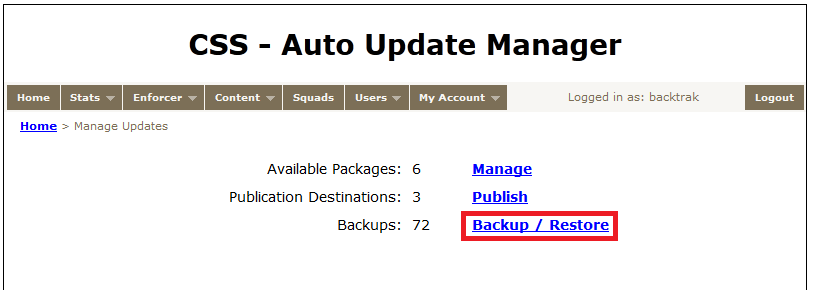 CSS - Auto Update Manager
Home Stats Enforcer Content Squads Users My Account Logged in as: backtrak Logout
Home > Manage Updates
Available Packages: 6 Manage
Publication Destinations: 3 Publish
Backups: 72 Backup / Restore